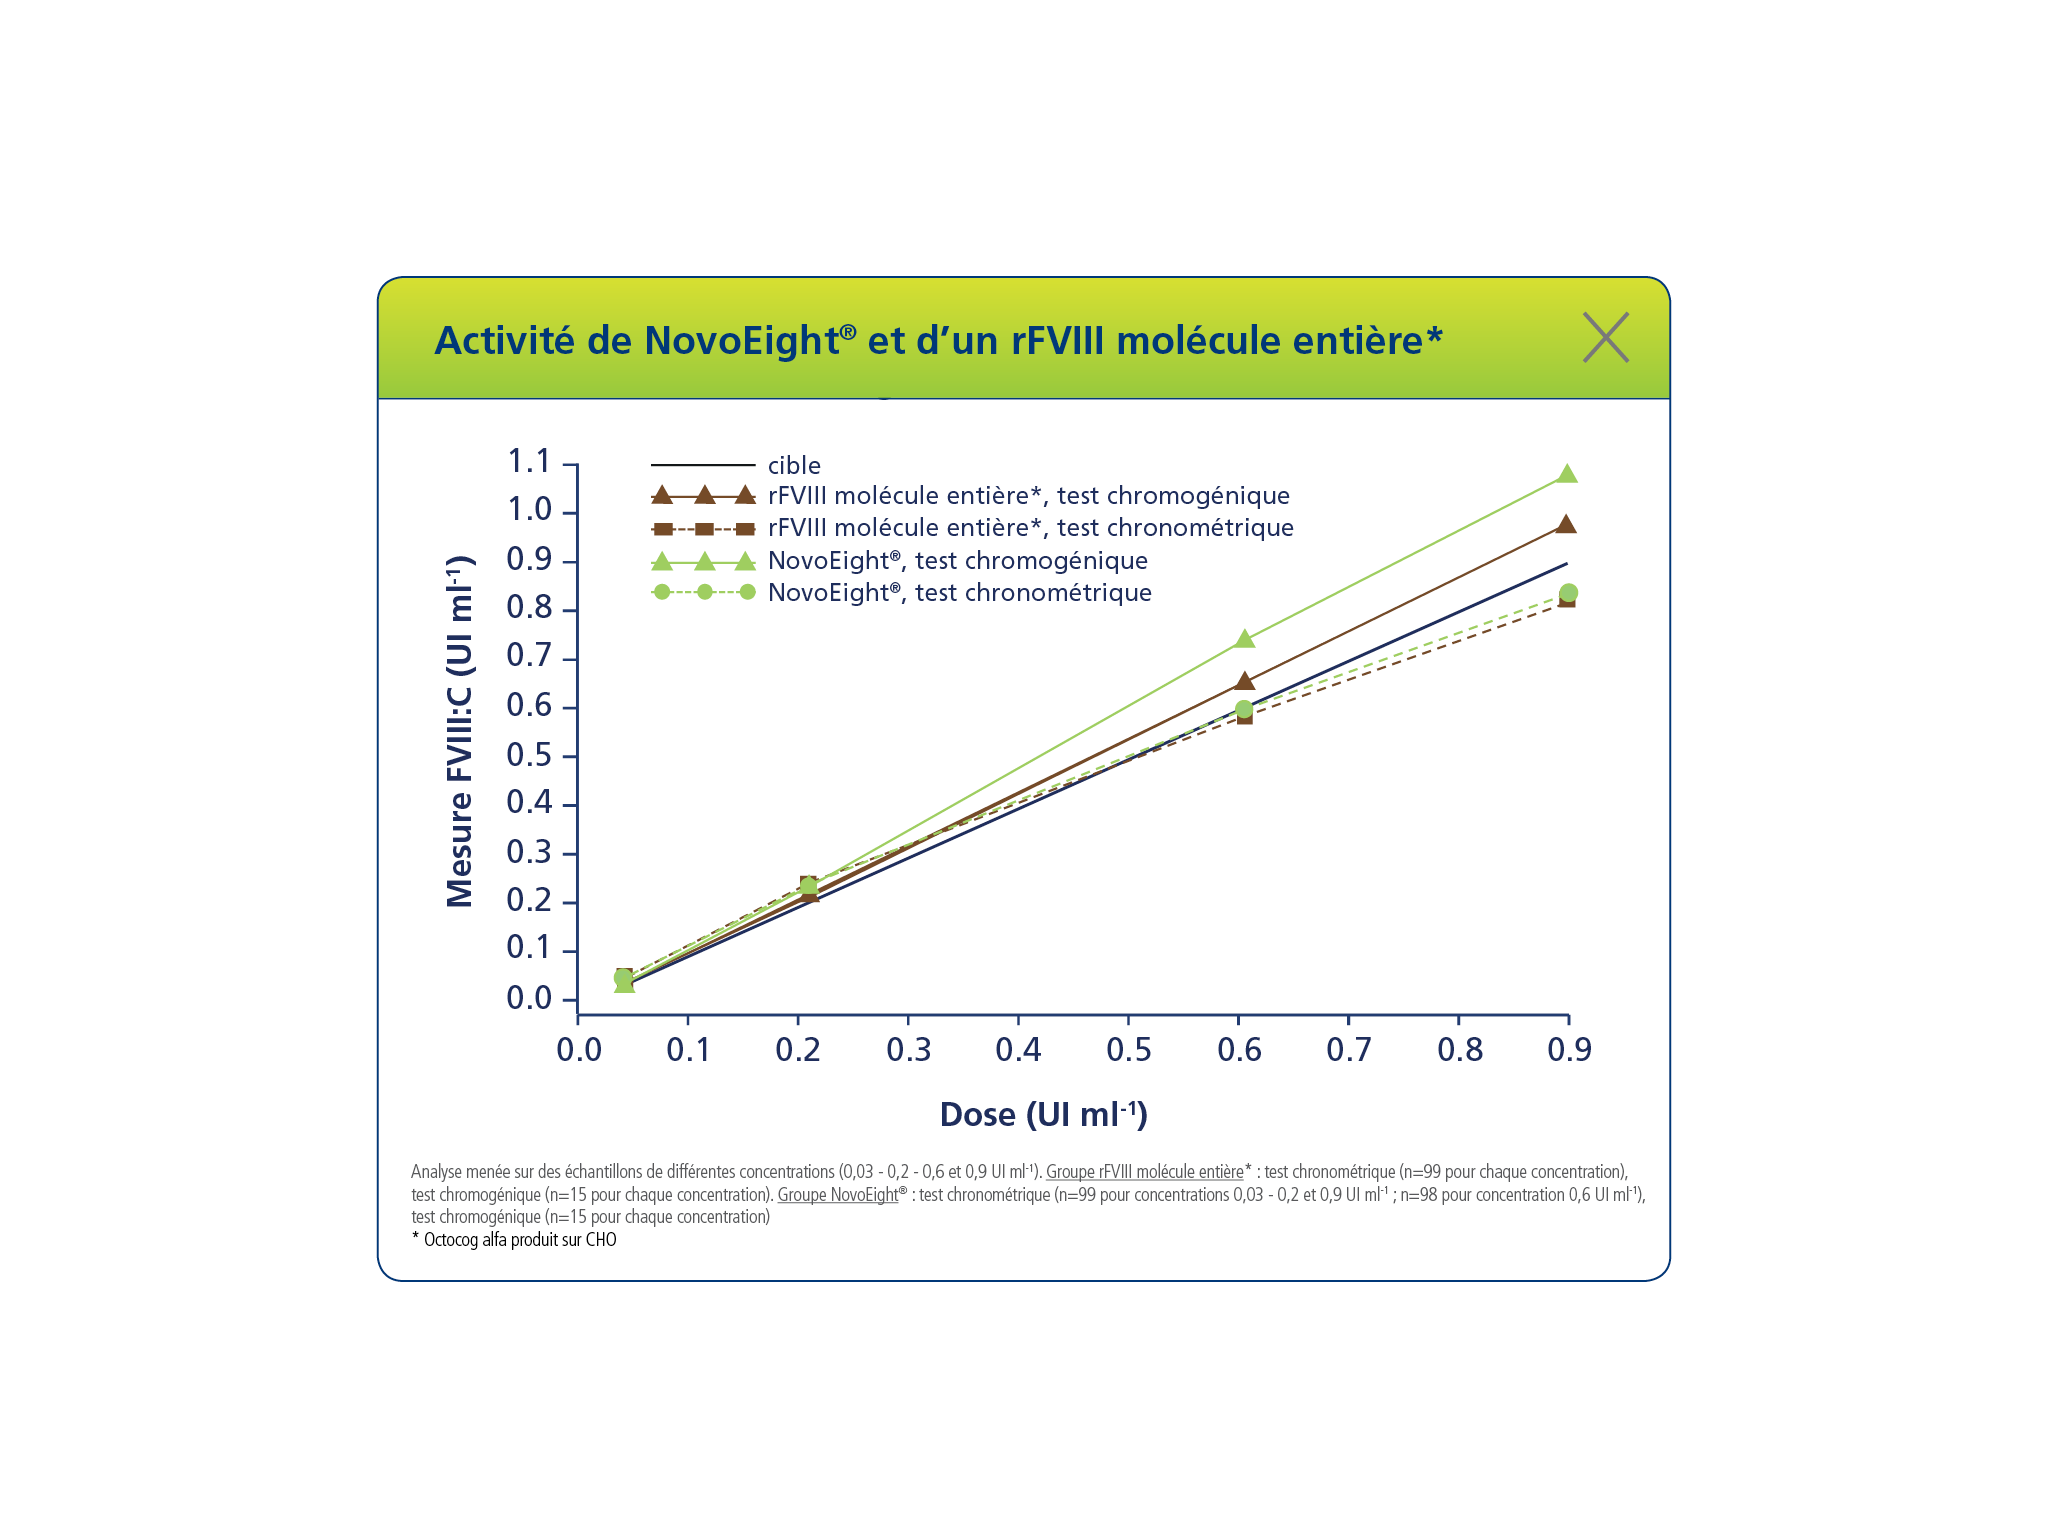 Activité de NovoEight® et d’un rFVIII molécule entière*
cible
rFVIII molécule entière*, test chromogénique
rFVIII molécule entière*, test chronométrique
NovoEight®, test chromogénique
NovoEight®, test chronométrique
Mesure FVIII:C (UI ml⁻¹)
1.1
1.0
0.9
0.8
0.7
0.6
0.5
0.4
0.3
0.2
0.1
0.0
0.0 0.1 0.2 0.3 0.4 0.5 0.6 0.7 0.8 0.9
Dose (UI ml⁻¹)
Analyse menée sur des échantillons de différentes concentrations (0,03 - 0,2 - 0,6 et 0,9 UI ml⁻¹). Groupe rFVIII molécule entière* : test chronométrique (n=99 pour chaque concentration),
test chromogénique (n=15 pour chaque concentration). Groupe NovoEight® : test chronométrique (n=99 pour concentrations 0,03 - 0,2 et 0,9 UI ml⁻¹ ; n=98 pour concentration 0,6 UI ml⁻¹),
test chromogénique (n=15 pour chaque concentration)
* Octocog alfa produit sur CHO